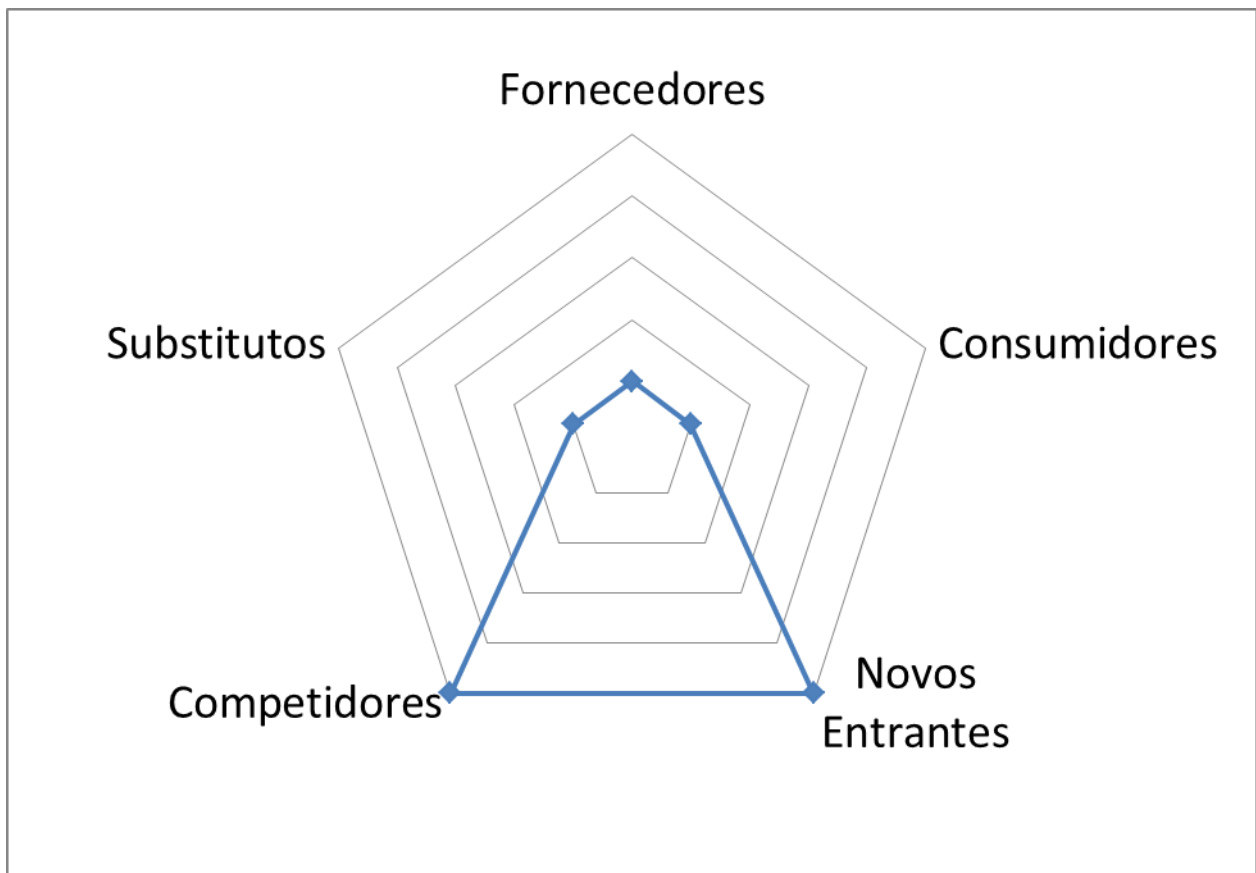 Fornecedores
Substitutos
Consumidores
Competidores
Novos
Entrantes